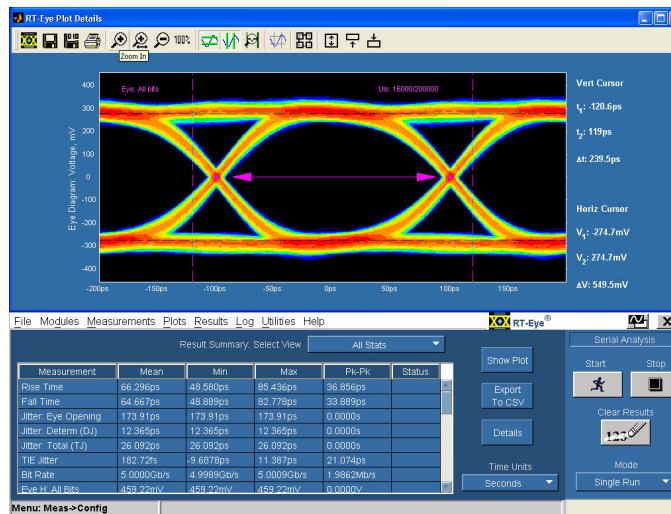 RT-Eye Plot Details
100%
Zoom In
Eye: All bits
UIs: 16000/200000
400
300
200
100
0
-100
-200
-300
-400
Eye Diagram: Voltage, mV
-200ps -150ps -100ps -50ps 0ps 50ps 100ps 150ps
Vert Cursor
t1: -120.6ps
t2: 119ps
Δt: 239.5ps
Horiz Cursor
V1: -274.7mV
V2: 274.7mV
ΔV: 549.5mV
File Modules Measurements Plots Results Log Utilities Help
RT-Eye®
X
Result Summary: Select View All Stats
Measurement Mean Min Max Pk-Pk Status
Rise Time 66.296ps 48.580ps 85.436ps 36.856ps
Fall Time 64.667ps 48.889ps 82.778ps 33.889ps
Jitter: Eye Opening 173.91ps 173.91ps 173.91ps 0.0000s
Jitter: Determ (DJ) 12.365ps 12.365ps 12.365ps 0.0000s
Jitter: Total (TJ) 26.092ps 26.092ps 26.092ps 0.0000s
TIE Jitter 182.72fs -9.6878ps 11.387ps 21.074ps
Bit Rate 5.0000Gb/s 4.9989Gb/s 5.0009Gb/s 1.9862Mb/s
Eye H: All Bits 459.22mV 459.22mV 459.22mV 0.0000V
Show Plot
Export
To CSV
Details
Time Units
Seconds
Serial Analysis
Start Stop
Clear Results
123
Mode
Single Run
Menu: Meas->Config